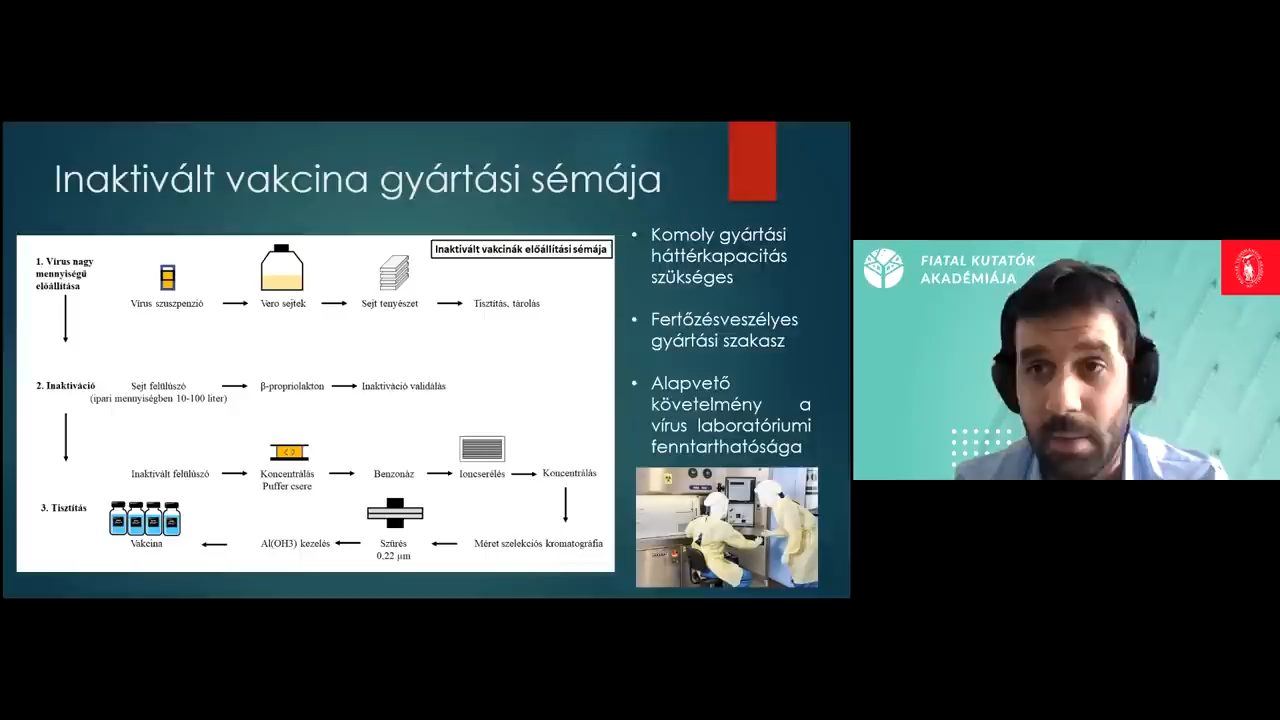 Inaktivált vakcina gyártási sémája
Inaktivált vakcinák előállítási sémája
1. Vírus nagy
mennyiségű
előállítása
Vírus szuszpenzió
Vero sejtek
Sejt tenyészet
Tisztítás, tárolás
2. Inaktiváció
Sejt felülúszó
(ipari mennyiségben 10-100 liter)
β-propriolakton
Inaktiváció validálás
Inaktivált felülúszó
Koncentrálás
Puffer csere
Benzonáz
Ioncserélés
Koncentrálás
3. Tisztítás
Vakcina
Al(OH3) kezelés
Szűrés
0,22 µm
Méret szelekciós kromatográfia
• Komoly gyártási
háttérkapacitás
szükséges
• Fertőzésveszélyes
gyártási szakasz
• Alapvető
követelmény a
vírus laboratóriumi
fenntarthatósága
FIATAL KUTATÓK
AKADÉMIÁJA